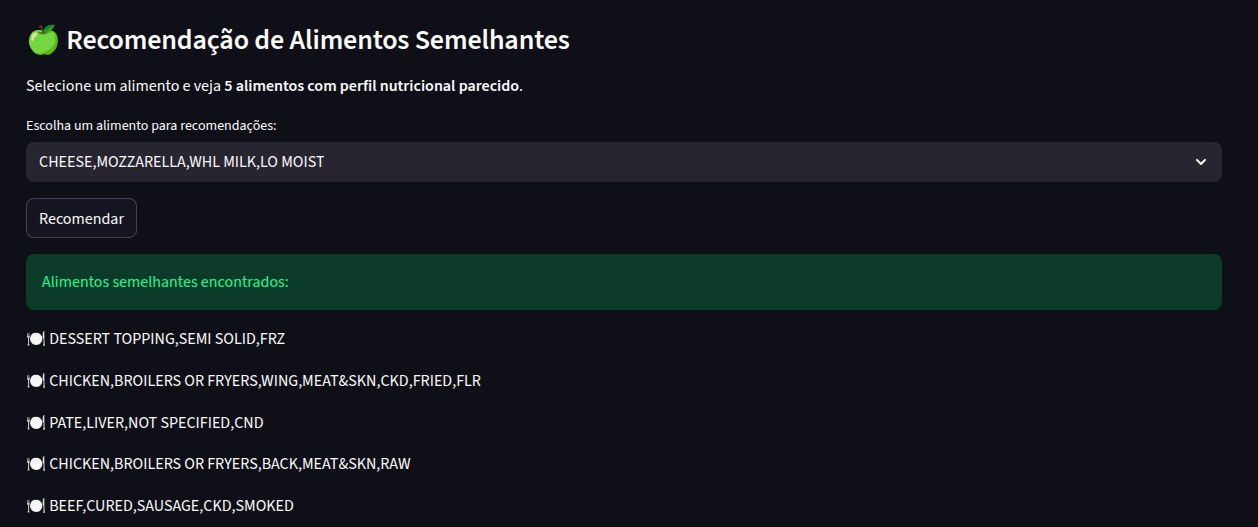 Recomendação de Alimentos Semelhantes
Selecione um alimento e veja 5 alimentos com perfil nutricional parecido.
Escolha um alimento para recomendações:
CHEESE,MOZZARELLA,WHL MILK,LO MOIST
Recomendar
Alimentos semelhantes encontrados:
DESSERT TOPPING,SEMI SOLID,FRZ
CHICKEN,BROILERS OR FRYERS,WING,MEAT&SKN,CKD,FRIED,FLR
PATE,LIVER,NOT SPECIFIED,CND
CHICKEN,BROILERS OR FRYERS,BACK,MEAT&SKN,RAW
BEEF,CURED,SAUSAGE,CKD,SMOKED